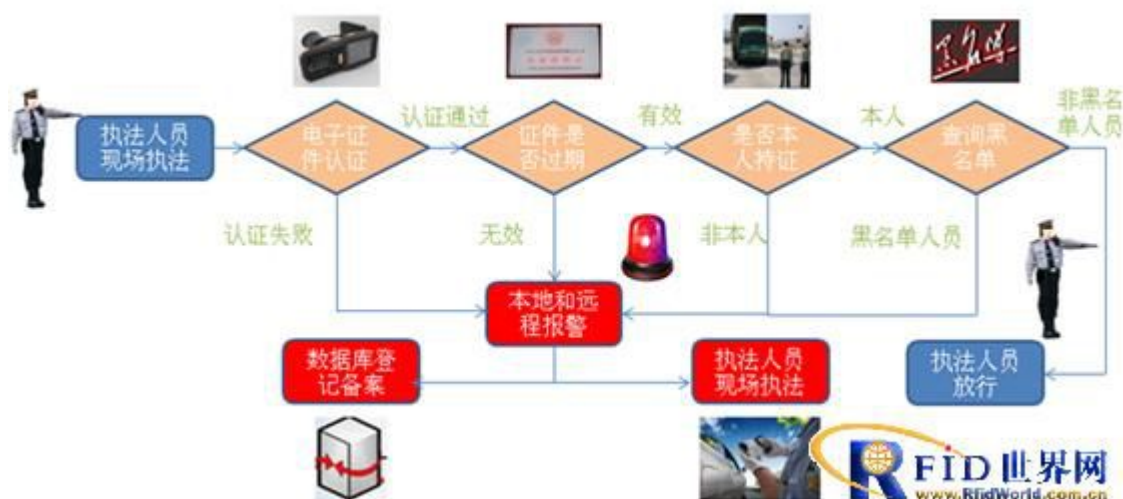 执法人员
现场执法
电子证
件认证
认证通过
证件是
否过期
有效
是否本
人持证
本人
查询黑
名单
非黑名
单人员
认证失败
无效
非本人
黑名单人员
本地和远
程报警
数据库登
记备案
执法人员
现场执法
执法人员
放行
黑名单
RFID世界网
www.RfidWorld.com.cn